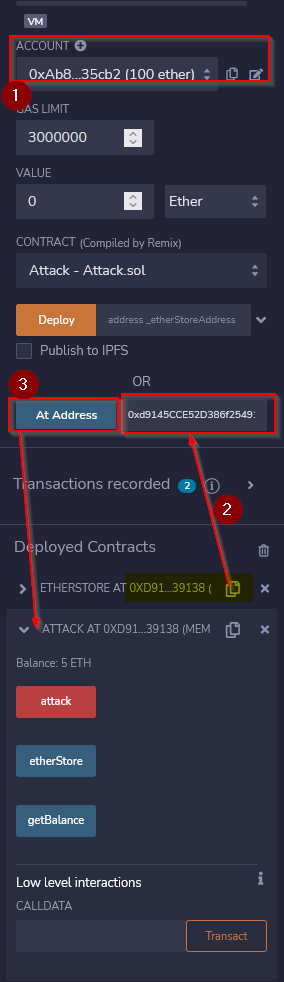 VM
ACCOUNT
0xAb8...35cb2 (100 ether)
1
GAS LIMIT
3000000
VALUE
0
Ether
CONTRACT (Compiled by Remix)
Attack - Attack.sol
Deploy
address _etherStoreAddress
Publish to IPFS
OR
3
At Address
0xd9145CCE52D386f2549:
Transactions recorded 2 i
2
Deployed Contracts
ETHERSTORE AT 0XD91...39138 (
ATTACK AT 0XD91...39138 (MEM
Balance: 5 ETH
attack
etherStore
getBalance
Low level interactions
i
CALLDATA
Transact